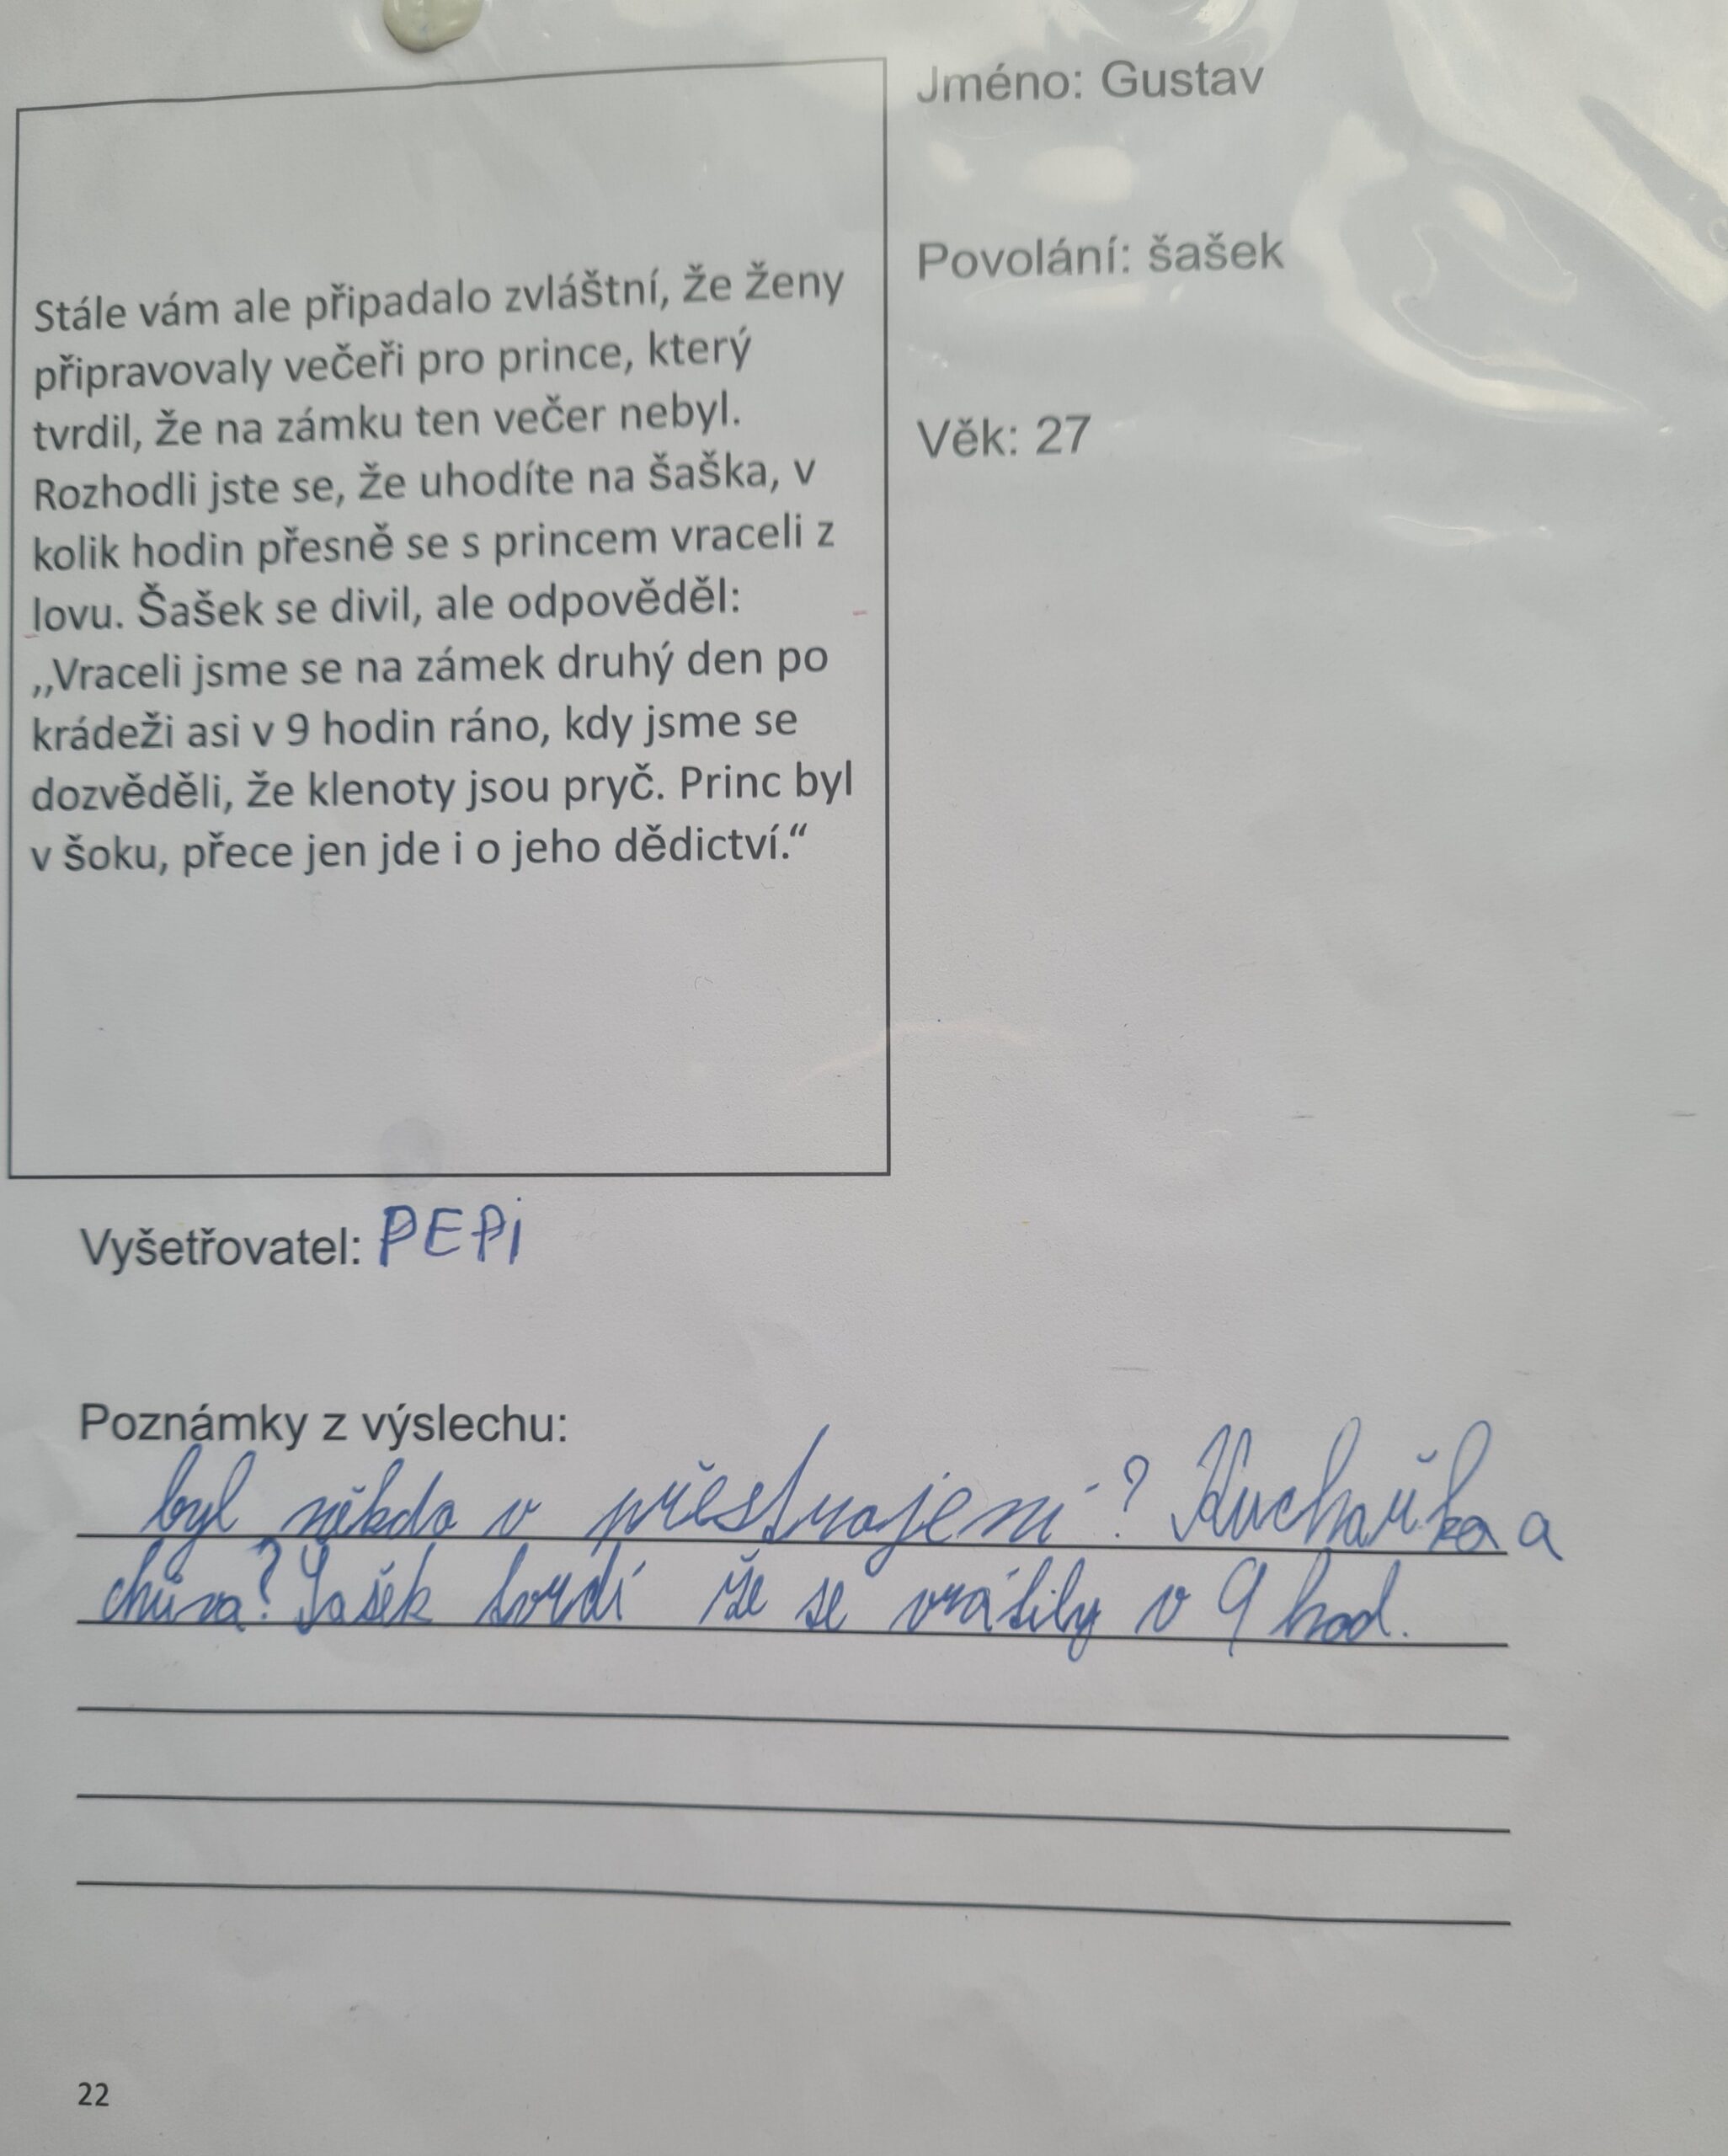 Jméno: Gustav
Povolání: šašek
Věk: 27
Stále vám ale připadalo zvláštní, že ženy
připravovaly večeři pro prince, který
tvrdil, že na zámku ten večer nebyl.
Rozhodli jste se, že uhodíte na šaška, v
kolik hodin přesně se s princem vraceli z
lovu. Šašek se divil, ale odpověděl:
,,Vraceli jsme se na zámek druhý den po
krádeži asi v 9 hodin ráno, kdy jsme se
dozvěděli, že klenoty jsou pryč. Princ byl
v šoku, přece jen jde i o jeho dědictví.“
Vyšetřovatel: PEPi
Poznámky z výslechu:
byl někdo v přestrojení? Kuchařka a
chůva? Šašek tvrdí že se vrátily v 9 hod.
22